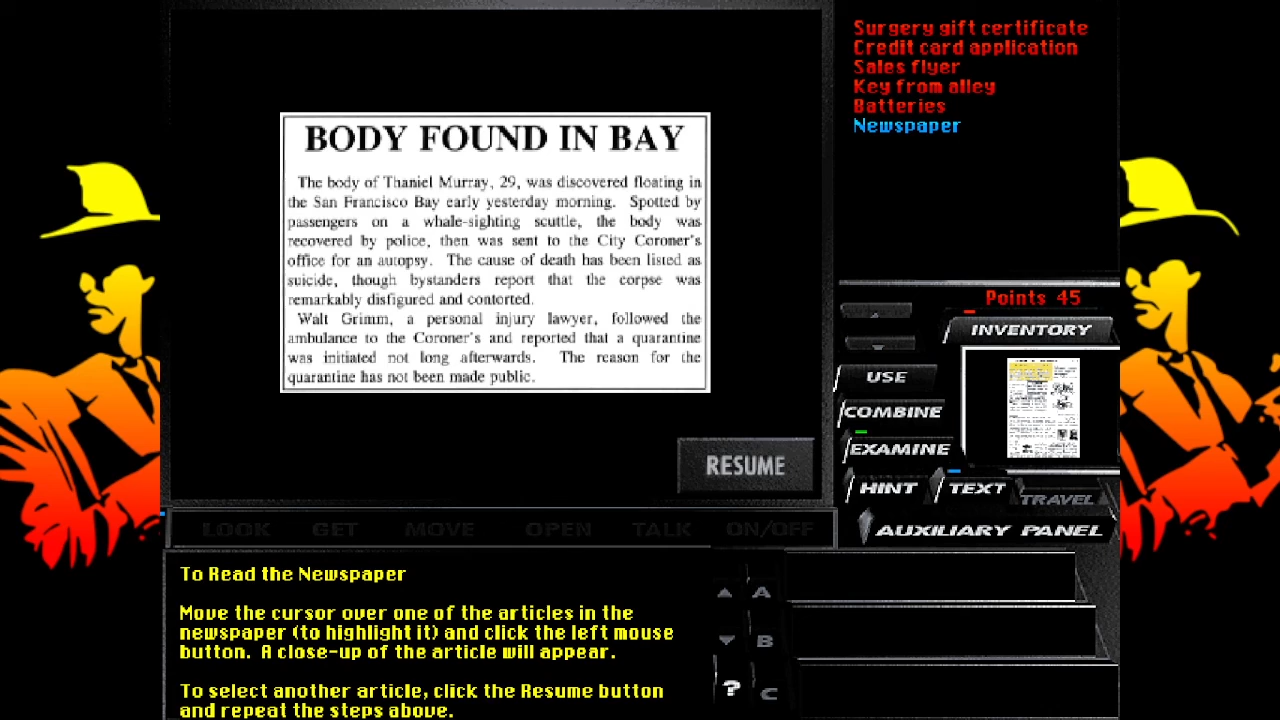 BODY FOUND IN BAY
The body of Thaniel Murray, 29, was discovered floating in
the San Francisco Bay early yesterday morning. Spotted by
passengers on a whale-sighting scuttle, the body was
recovered by police, then was sent to the City Coroner's
office for an autopsy. The cause of death has been listed as
suicide, though bystanders report that the corpse was
remarkably disfigured and contorted.
Walt Grimm, a personal injury lawyer, followed the
ambulance to the Coroner's and reported that a quarantine
was initiated not long afterwards. The reason for the
quarantine has not been made public.
RESUME
Surgery gift certificate
Credit card application
Sales flyer
Key from alley
Batteries
Newspaper
Points 45
INVENTORY
USE
COMBINE
EXAMINE
HINT TEXT TRAVEL
AUXILIARY PANEL
LOOK GET MOVE OPEN TALK ON/OFF
To Read the Newspaper
Move the cursor over one of the articles in the
newspaper (to highlight it) and click the left mouse
button. A close-up of the article will appear.
To select another article, click the Resume button
and repeat the steps above.
A
B
? C